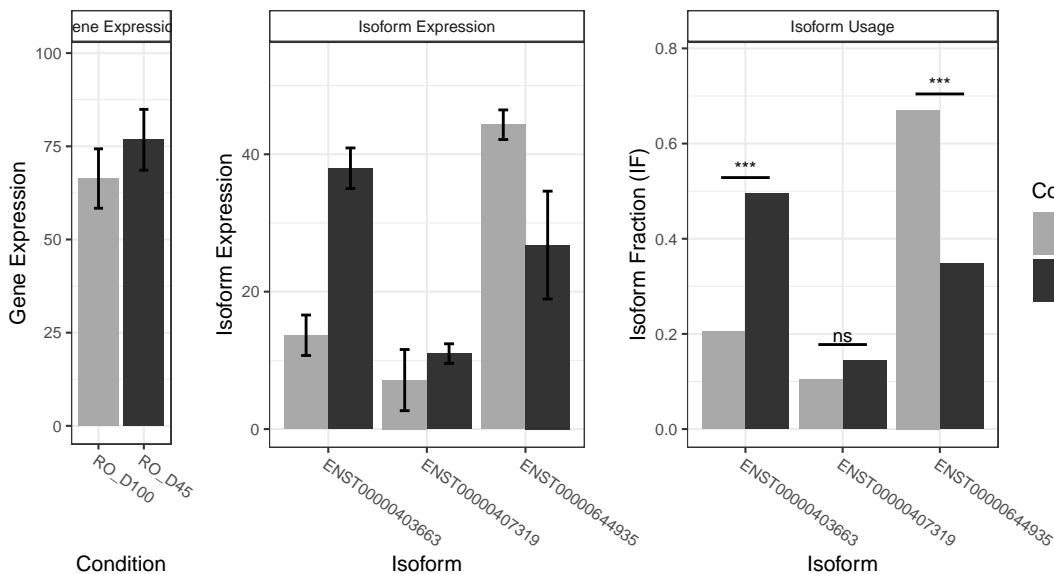 ene Expressio
Isoform Expression
Isoform Usage
Gene Expression
100
75
50
25
0
RO_D100
RO_D45
Condition
Isoform Expression
40
20
0
ENST00000403663
ENST00000407319
ENST00000644935
Isoform
Isoform Fraction (IF)
0.8
0.6
0.4
0.2
0.0
***
ns
***
ENST00000403663
ENST00000407319
ENST00000644935
Isoform
Co